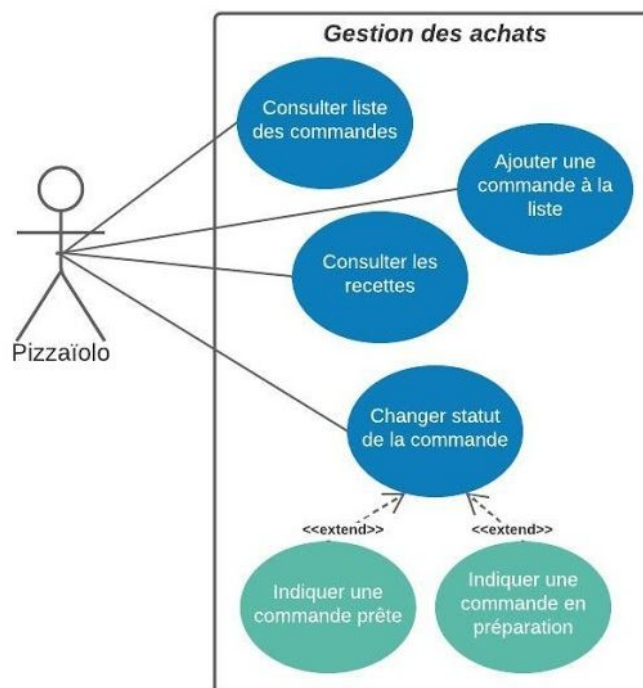 Gestion des achats
Consulter liste
des commandes
Ajouter une
commande à la
liste
Consulter les
recettes
Pizzaïolo
Changer statut
de la commande
<<extend>>
<<extend>>
Indiquer une
commande prête
Indiquer une
commande en
préparation